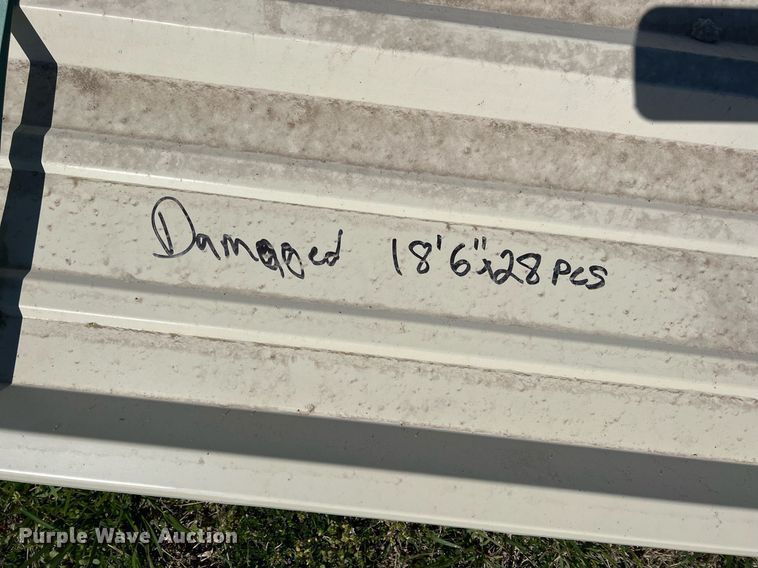 Damaged 18'6"x28 pcs
Purple Wave Auction